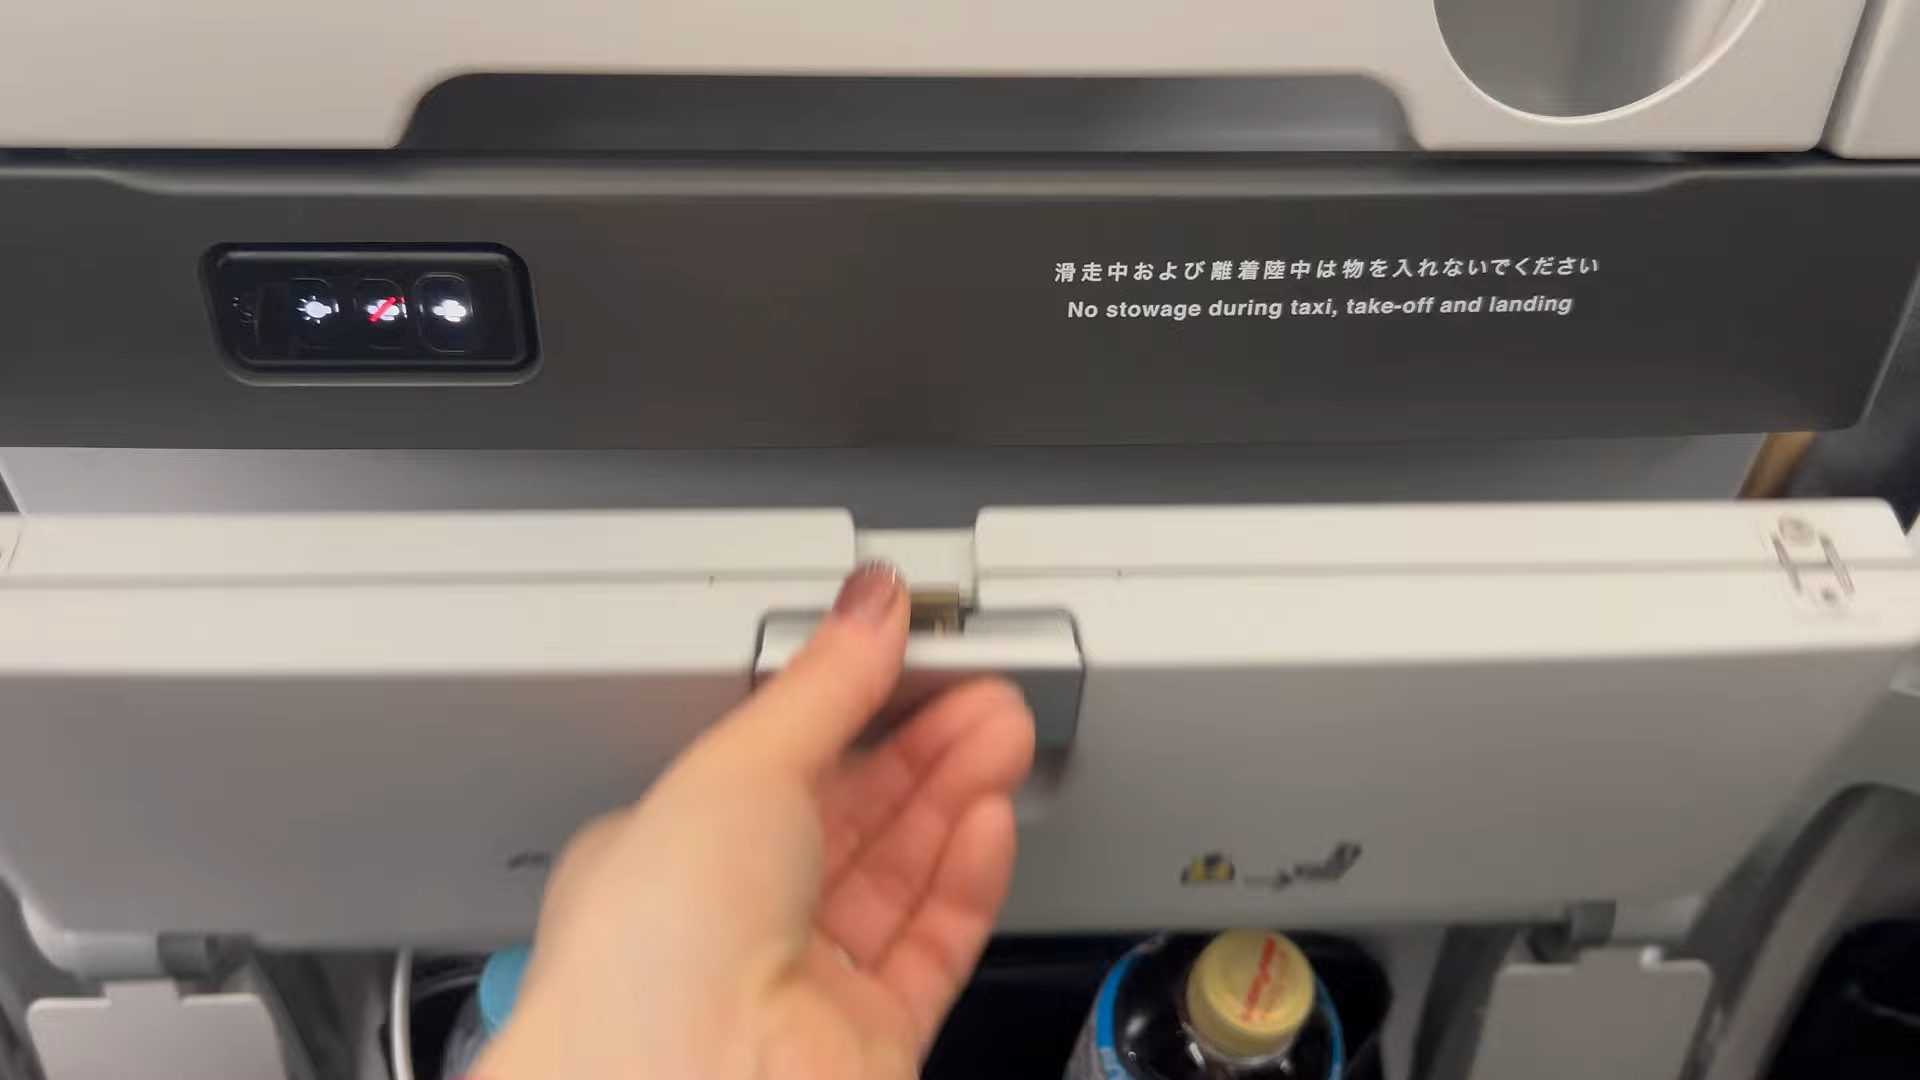 滑走中および離着陸中は物を入れないでください
No stowage during taxi, take-off and landing